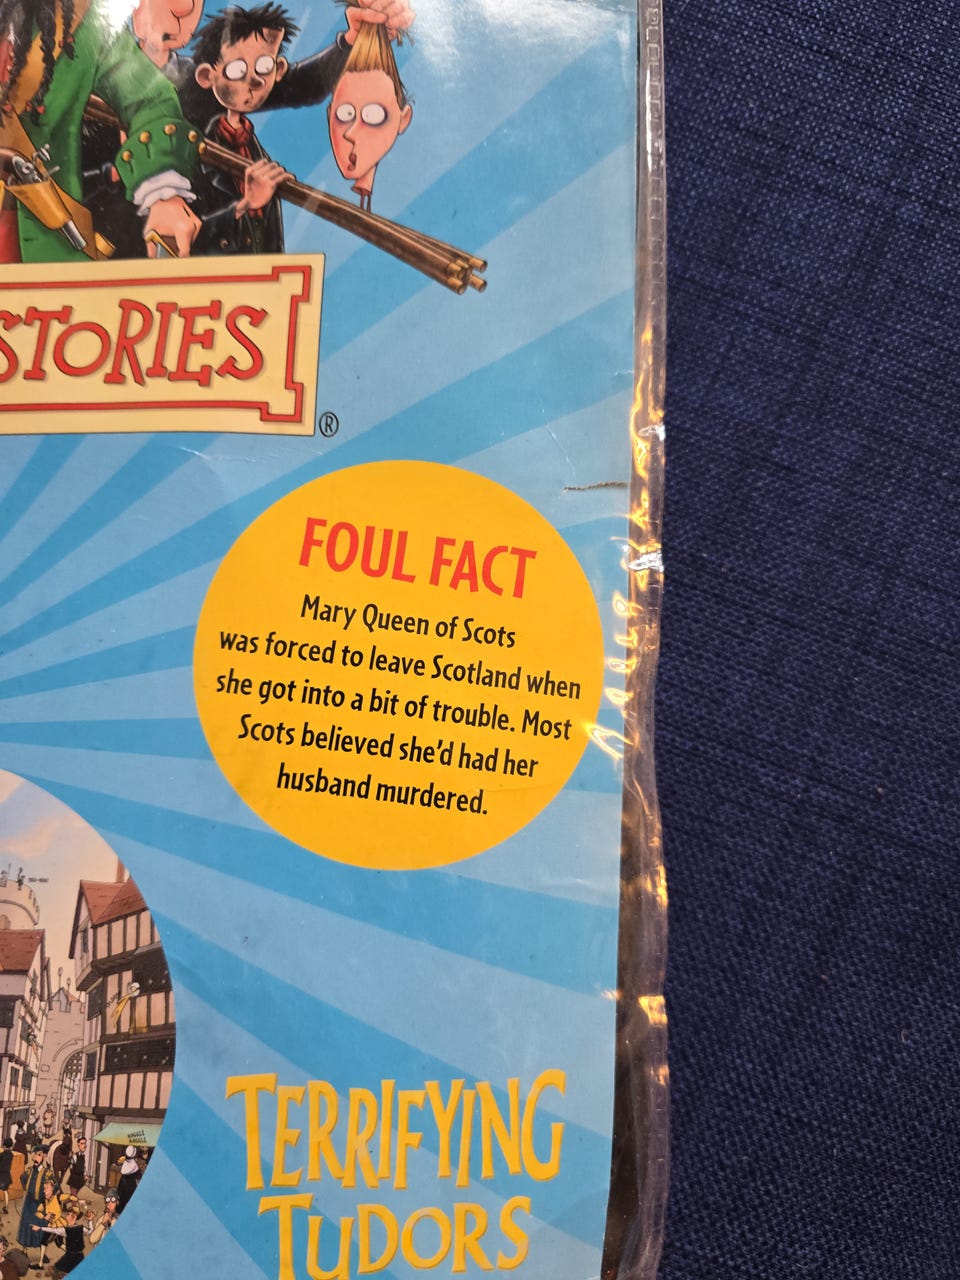 STORIES
®
FOUL FACT
Mary Queen of Scots
was forced to leave Scotland when
she got into a bit of trouble. Most
Scots believed she'd had her
husband murdered.
TERRIFYING
TUDORS